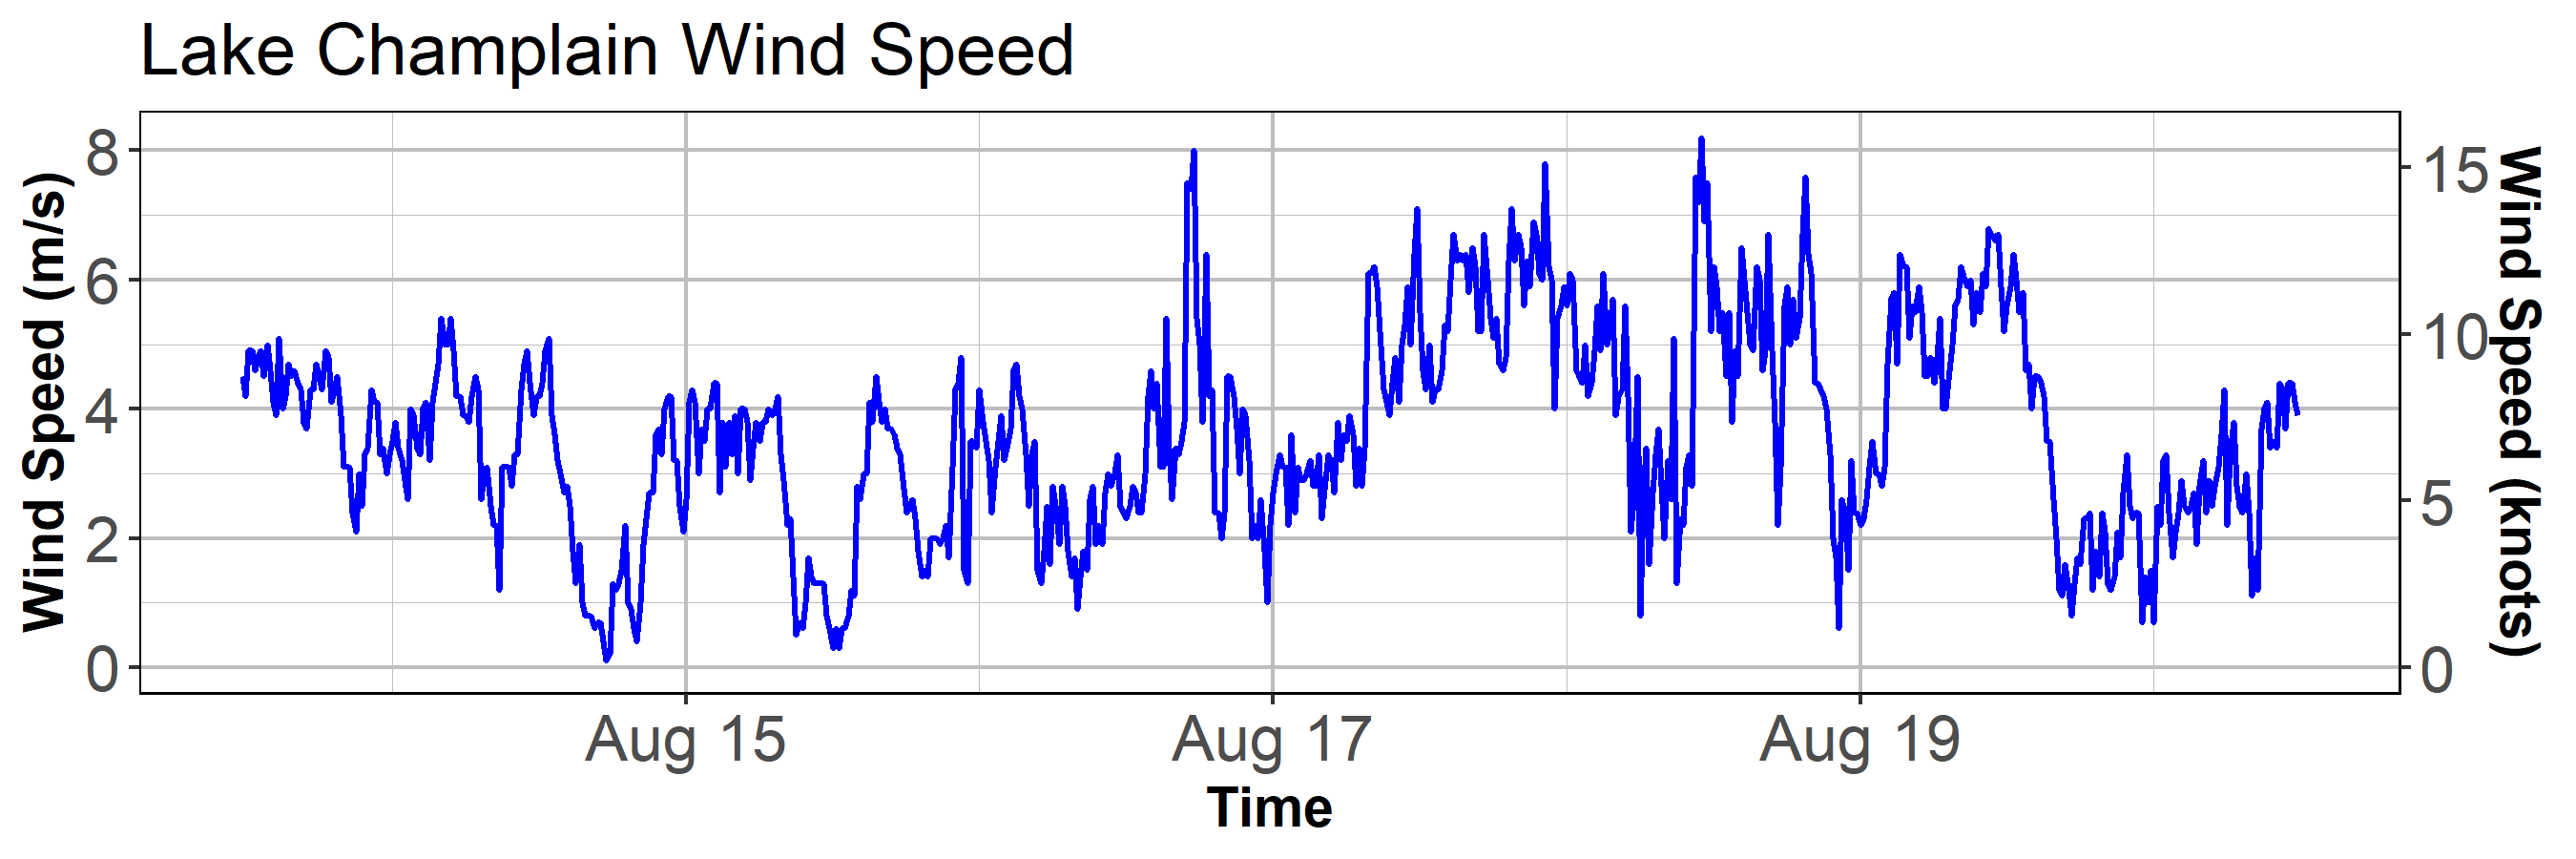 Lake Champlain Wind Speed
Wind Speed (m/s)
8
6
4
2
0
15
10
5
0
Wind Speed (knots)
Aug 15
Aug 17
Aug 19
Time